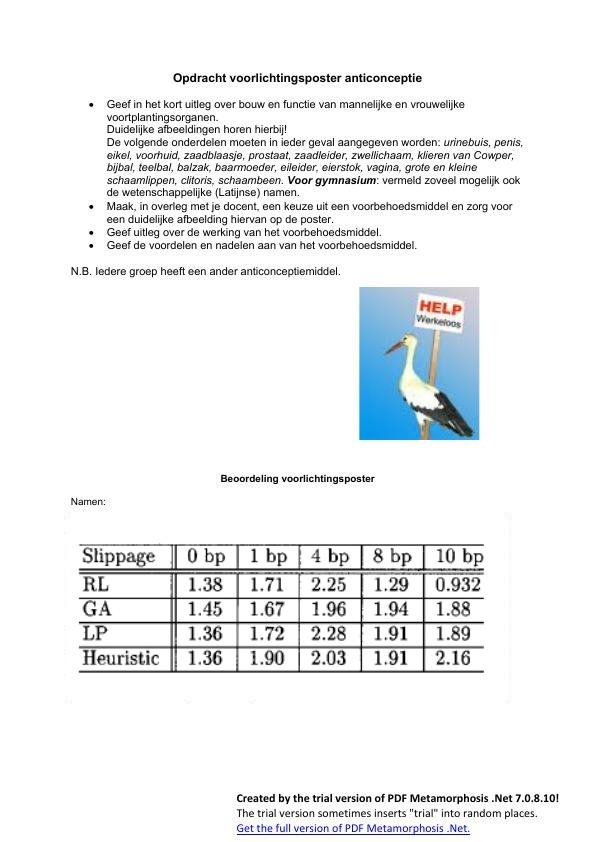 Opdracht voorlichtingsposter anticonceptie
• Geef in het kort uitleg over bouw en functie van mannelijke en vrouwelijke
voortplantingsorganen.
Duidelijke afbeeldingen horen hierbij!
De volgende onderdelen moeten in ieder geval aangegeven worden: urinebuis, penis,
eikel, voorhuid, zaadblaasje, prostaat, zaadleider, zwellichaam, klieren van Cowper,
bijbal, teelbal, balzak, baarmoeder, eileider, eierstok, vagina, grote en kleine
schaamlippen, clitoris, schaambeen. Voor gymnasium: vermeld zoveel mogelijk ook
de wetenschappelijke (Latijnse) namen.
• Maak, in overleg met je docent, een keuze uit een voorbehoedsmiddel en zorg voor
een duidelijke afbeelding hiervan op de poster.
• Geef uitleg over de werking van het voorbehoedsmiddel.
• Geef de voordelen en nadelen aan van het voorbehoedsmiddel.
N.B. Iedere groep heeft een ander anticonceptiemiddel.
HELP
Werkeloos
Beoordeling voorlichtingsposter
Namen:
Slippage 0 bp 1 bp 4 bp 8 bp 10 bp
RL 1.38 1.71 2.25 1.29 0.932
GA 1.45 1.67 1.96 1.94 1.88
LP 1.36 1.72 2.28 1.91 1.89
Heuristic 1.36 1.90 2.03 1.91 2.16
Created by the trial version of PDF Metamorphosis .Net 7.0.8.10!
The trial version sometimes inserts "trial" into random places.
Get the full version of PDF Metamorphosis .Net.